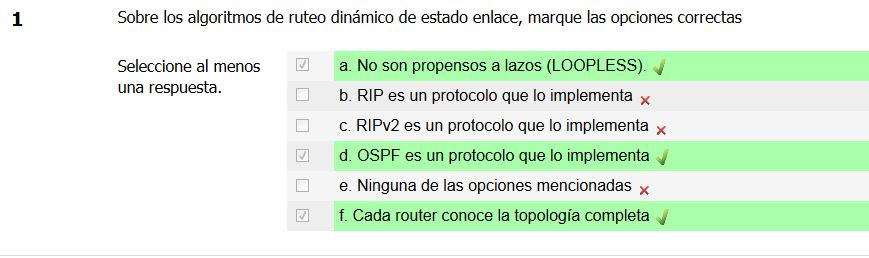 1
Sobre los algoritmos de ruteo dinámico de estado enlace, marque las opciones correctas
Seleccione al menos
una respuesta.
a. No son propensos a lazos (LOOPLESS).
b. RIP es un protocolo que lo implementa
c. RIPv2 es un protocolo que lo implementa
d. OSPF es un protocolo que lo implementa
e. Ninguna de las opciones mencionadas
f. Cada router conoce la topología completa